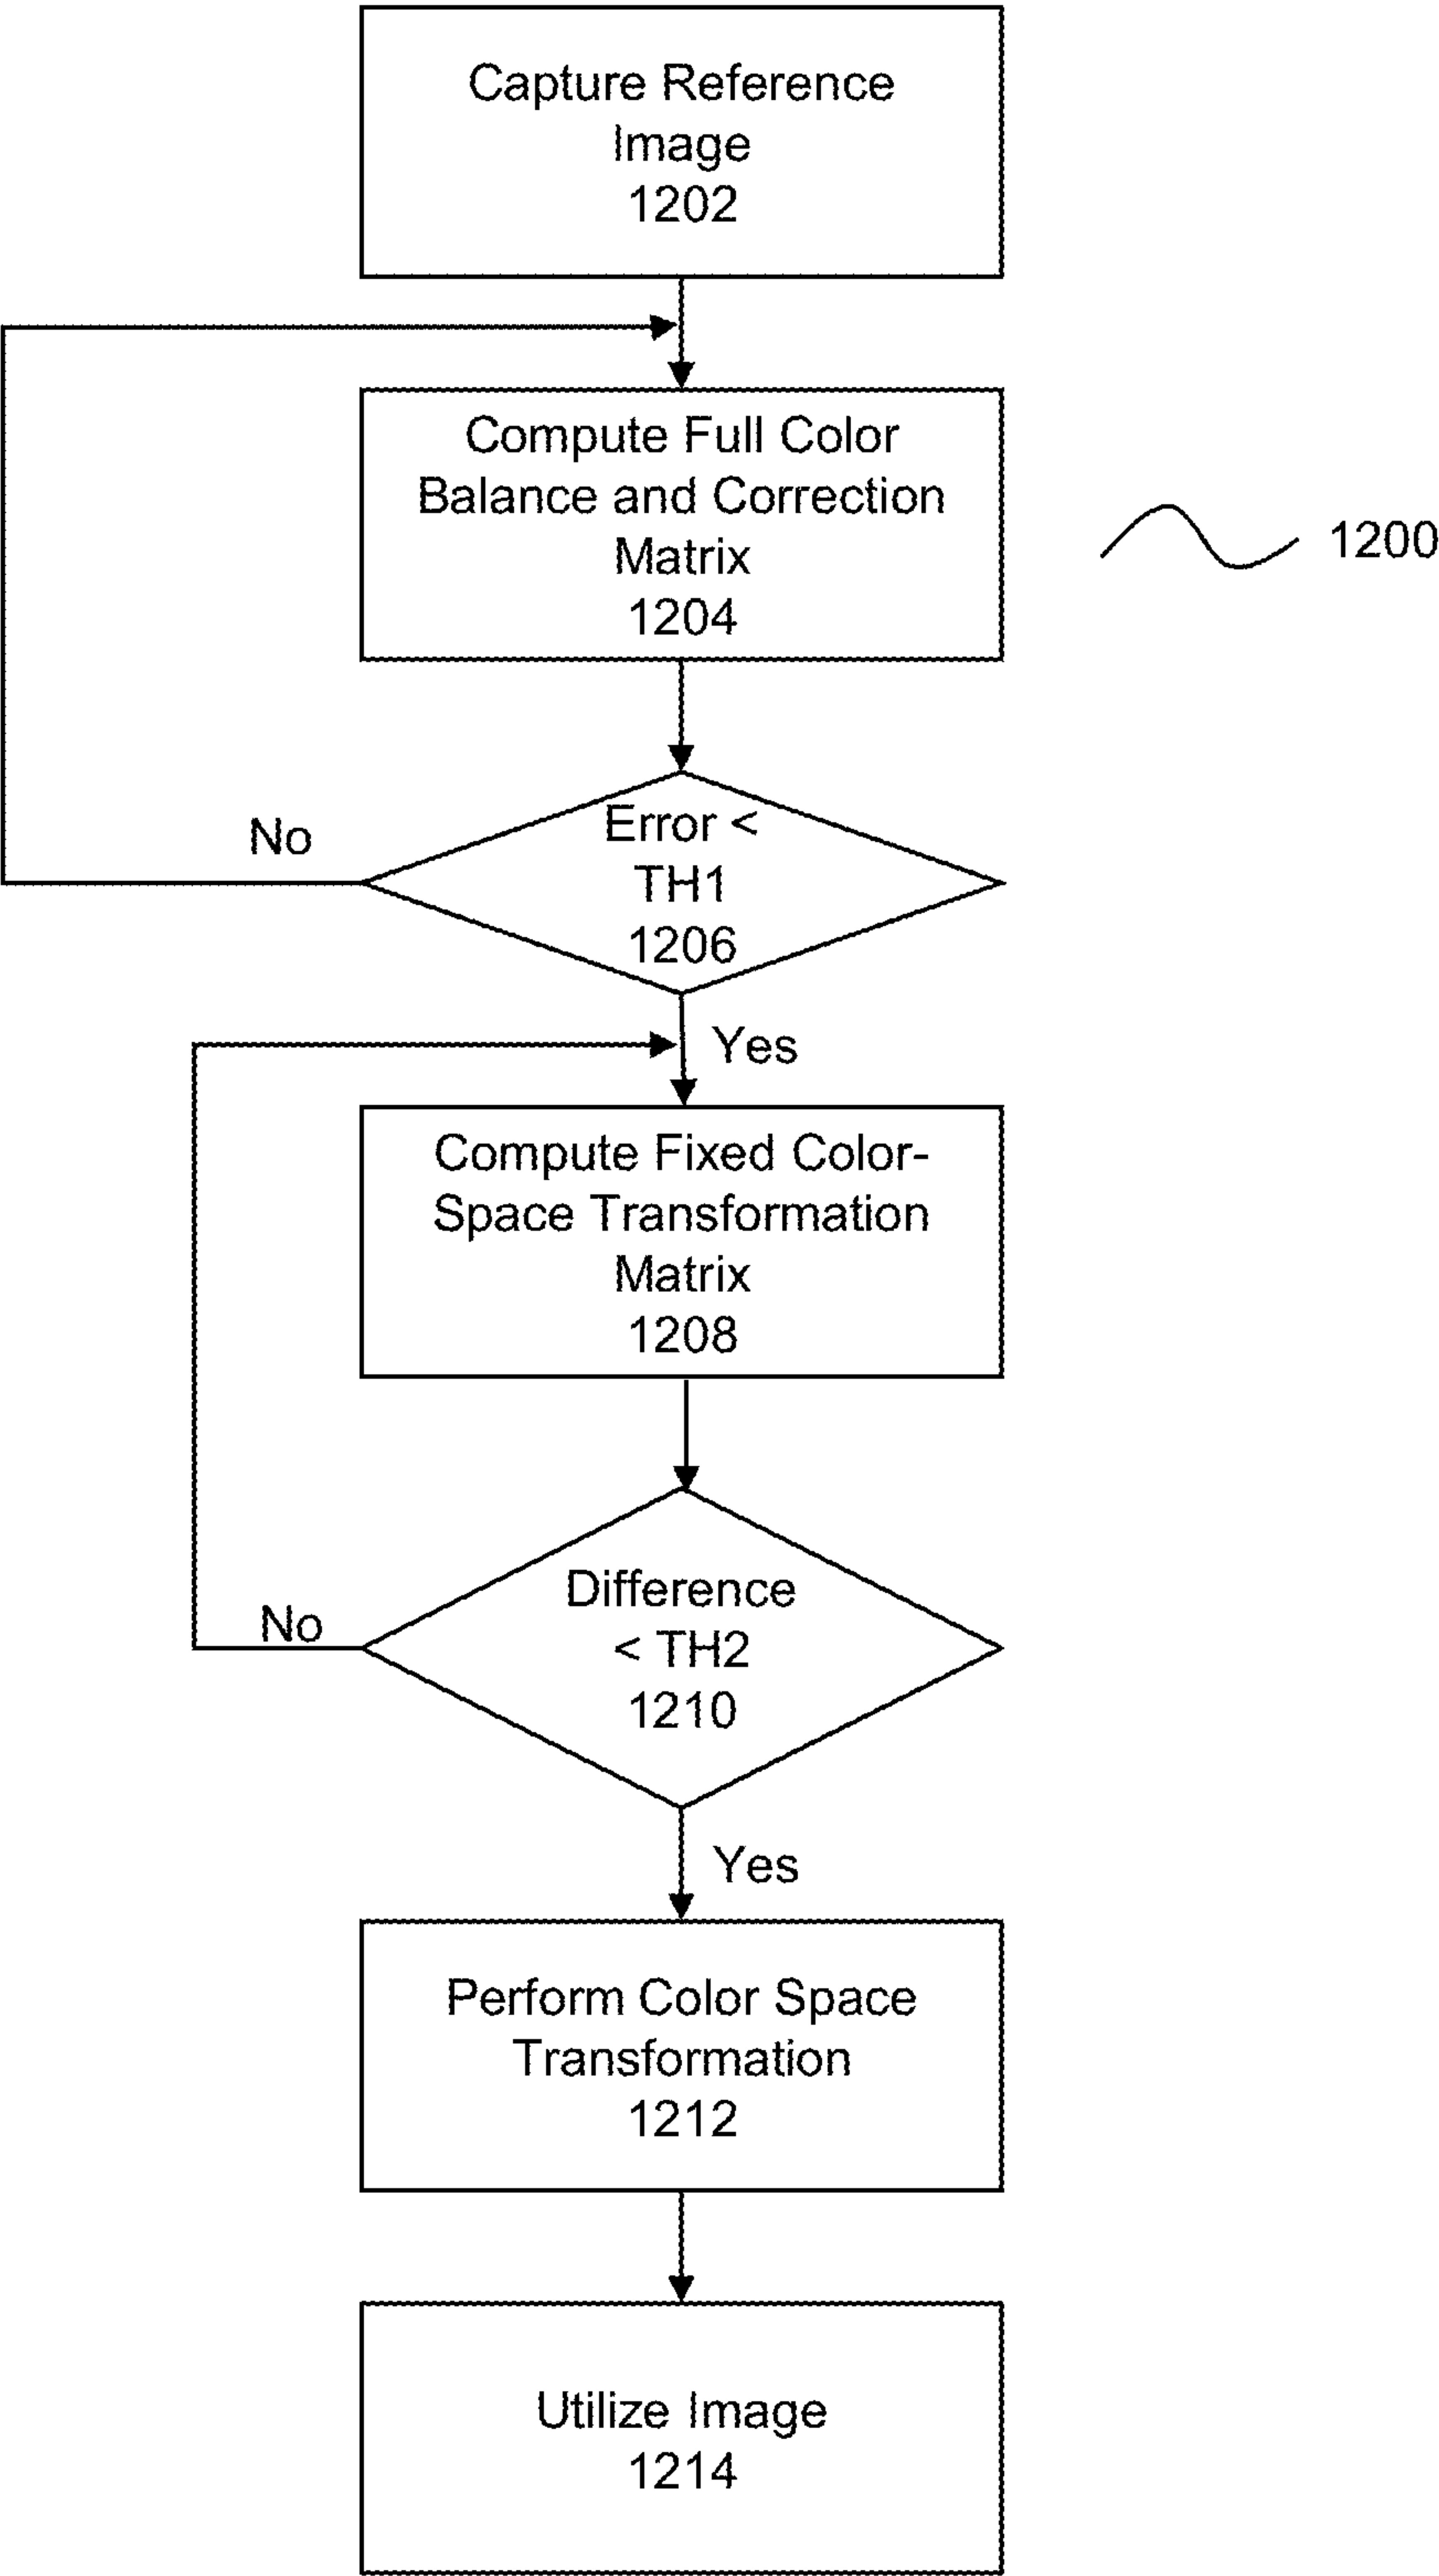 Capture Reference
Image
1202
Compute Full Color
Balance and Correction
Matrix
1204
1200
Error <
TH1
1206
No
Yes
Compute Fixed Color-
Space Transformation
Matrix
1208
Difference
< TH2
1210
No
Yes
Perform Color Space
Transformation
1212
Utilize Image
1214